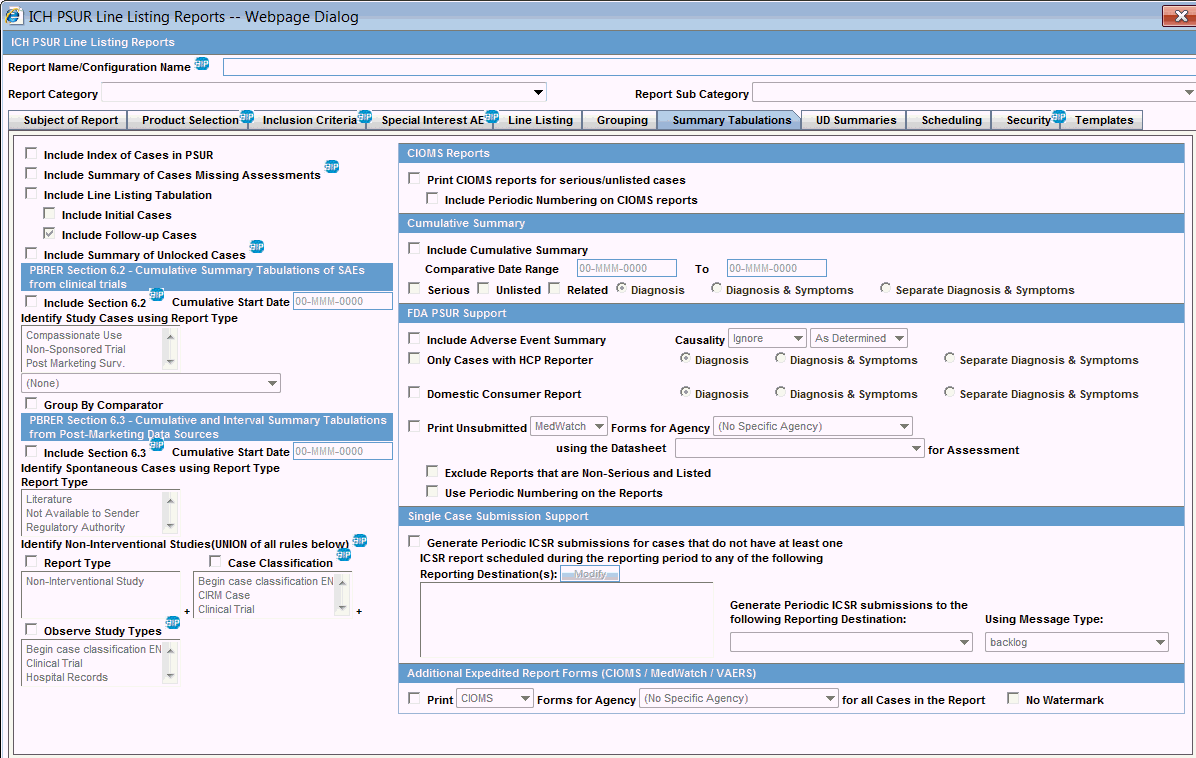 ICH PSUR Line Listing Reports -- Webpage Dialog
ICH PSUR Line Listing Reports
Report Name/Configuration Name BIP
Report Category
Report Sub Category
Subject of Report
Product Selection BIP
Inclusion Criteria BIP
Special Interest AE BIP
Line Listing
Grouping
Summary Tabulations
UD Summaries
Scheduling
Security BIP
Templates
Include Index of Cases in PSUR
Include Summary of Cases Missing Assessments BIP
Include Line Listing Tabulation
Include Initial Cases
Include Follow-up Cases
Include Summary of Unlocked Cases BIP
PBRER Section 6.2 - Cumulative Summary Tabulations of SAEs
from clinical trials
Include Section 6.2 BIP Cumulative Start Date 00-MMM-0000
Identify Study Cases using Report Type
Compassionate Use
Non-Sponsored Trial
Post Marketing Surv.
(None)
Group By Comparator
PBRER Section 6.3 - Cumulative and Interval Summary Tabulations
from Post-Marketing Data Sources
Include Section 6.3 BIP Cumulative Start Date 00-MMM-0000
Identify Spontaneous Cases using Report Type
Report Type
Literature
Not Available to Sender
Regulatory Authority
Identify Non-Interventional Studies(UNION of all rules below) BIP
Report Type
Case Classification BIP
Non-Interventional Study
+
Begin case classification EN
CIRM Case
Clinical Trial
+
Observe Study Types BIP
Begin case classification EN
Clinical Trial
Hospital Records
CIOMS Reports
Print CIOMS reports for serious/unlisted cases
Include Periodic Numbering on CIOMS reports
Cumulative Summary
Include Cumulative Summary
Comparative Date Range 00-MMM-0000 To 00-MMM-0000
Serious Unlisted Related Diagnosis Diagnosis & Symptoms Separate Diagnosis & Symptoms
FDA PSUR Support
Include Adverse Event Summary Causality Ignore As Determined
Only Cases with HCP Reporter Diagnosis Diagnosis & Symptoms Separate Diagnosis & Symptoms
Domestic Consumer Report Diagnosis Diagnosis & Symptoms Separate Diagnosis & Symptoms
Print Unsubmitted MedWatch Forms for Agency (No Specific Agency)
using the Datasheet for Assessment
Exclude Reports that are Non-Serious and Listed
Use Periodic Numbering on the Reports
Single Case Submission Support
Generate Periodic ICSR submissions for cases that do not have at least one
ICSR report scheduled during the reporting period to any of the following
Reporting Destination(s): Modify
Generate Periodic ICSR submissions to the
following Reporting Destination:
Using Message Type:
backlog
Additional Expedited Report Forms (CIOMS / MedWatch / VAERS)
Print CIOMS Forms for Agency (No Specific Agency) for all Cases in the Report No Watermark